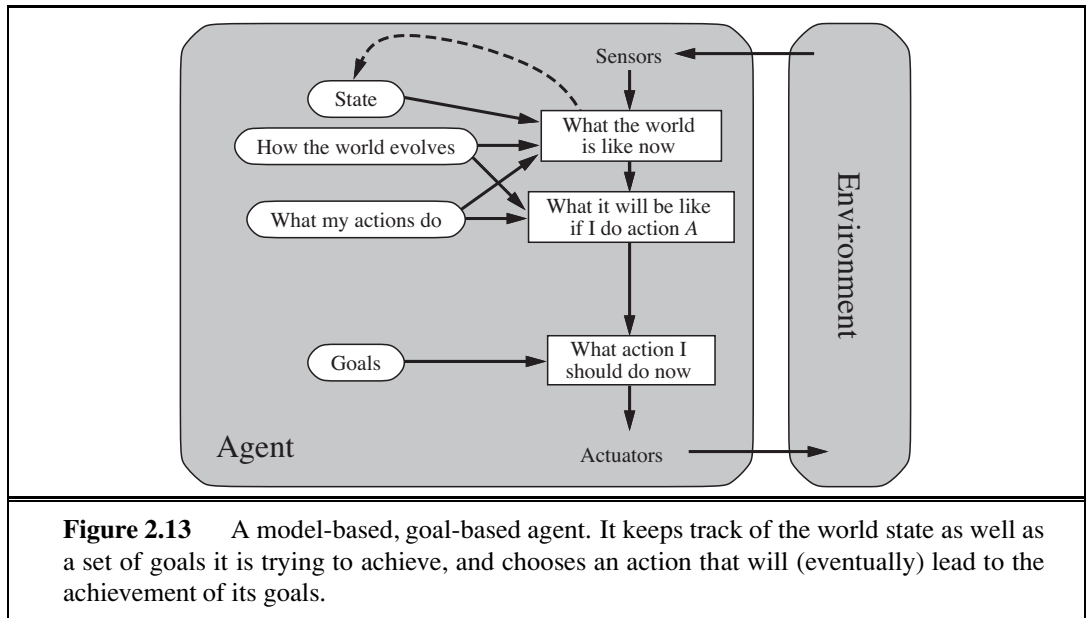 Sensors
State
What the world
is like now
How the world evolves
What my actions do
What it will be like
if I do action A
Environment
Goals
What action I
should do now
Agent
Actuators
Figure 2.13 A model-based, goal-based agent. It keeps track of the world state as well as
a set of goals it is trying to achieve, and chooses an action that will (eventually) lead to the
achievement of its goals.